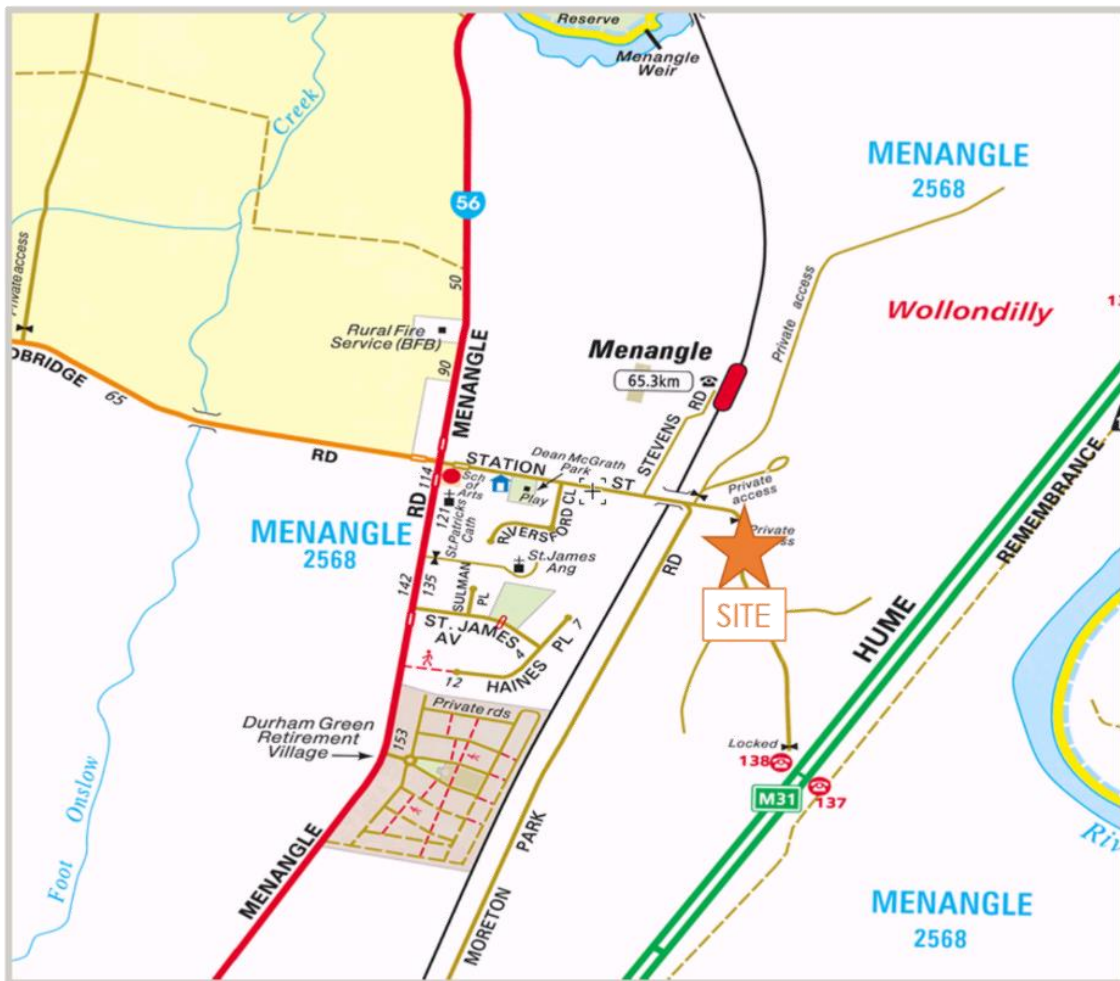 Reserve
Menangle
Weir
Creek
MENANGLE
2568
56
Private access
50
Private access
Wollondilly
Rural Fire
Service (BFB)
MENANGLE
90
Menangle
65.3km
RD
STEVENS
65
RD
STATION
ST
Dean McGrath
Park
Play
114
Sch
of
Arts
RD
121
St.Patricks
Cath
CL
Private
access
Private
REMEMBRANCE
MENANGLE
2568
St.James
Ang
RD
142
135
SULMAN
PL
SITE
ST. JAMES
AV
4
HAINES
PL
7
12
HUME
Private rds
Durham Green
Retirement
Village
153
Locked
138
M31
137
Foot Onslow
MENANGLE
MORETON PARK
MENANGLE
2568